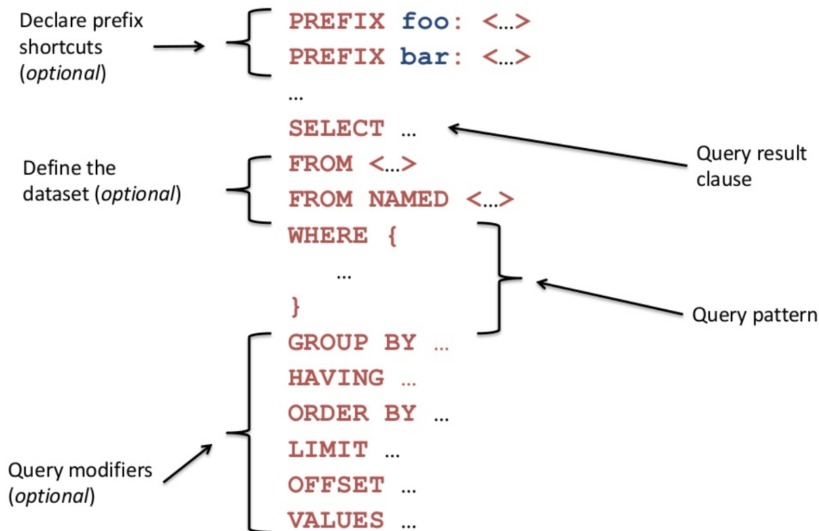 Declare prefix
shortcuts
(optional)
PREFIX foo: <…>
PREFIX bar: <…>
…
SELECT …
Query result
clause
Define the
dataset (optional)
FROM <…>
FROM NAMED <…>
WHERE {
…
}
Query pattern
GROUP BY …
HAVING …
ORDER BY …
LIMIT …
OFFSET …
VALUES …
Query modifiers
(optional)